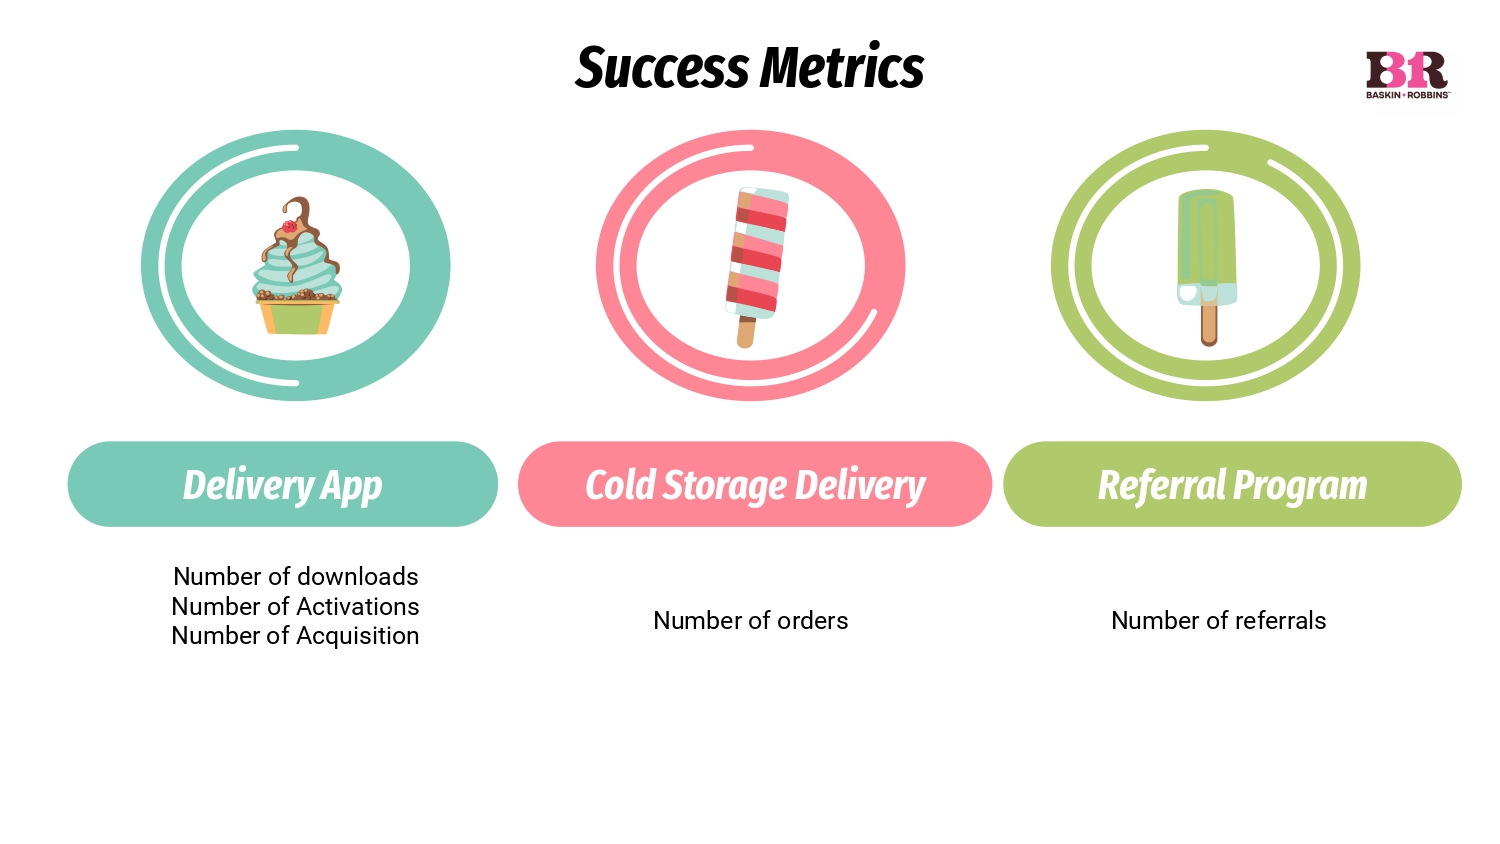 Success Metrics
BR
BASKIN ROBBINS
Delivery App
Cold Storage Delivery
Referral Program
Number of downloads
Number of Activations
Number of Acquisition
Number of orders
Number of referrals